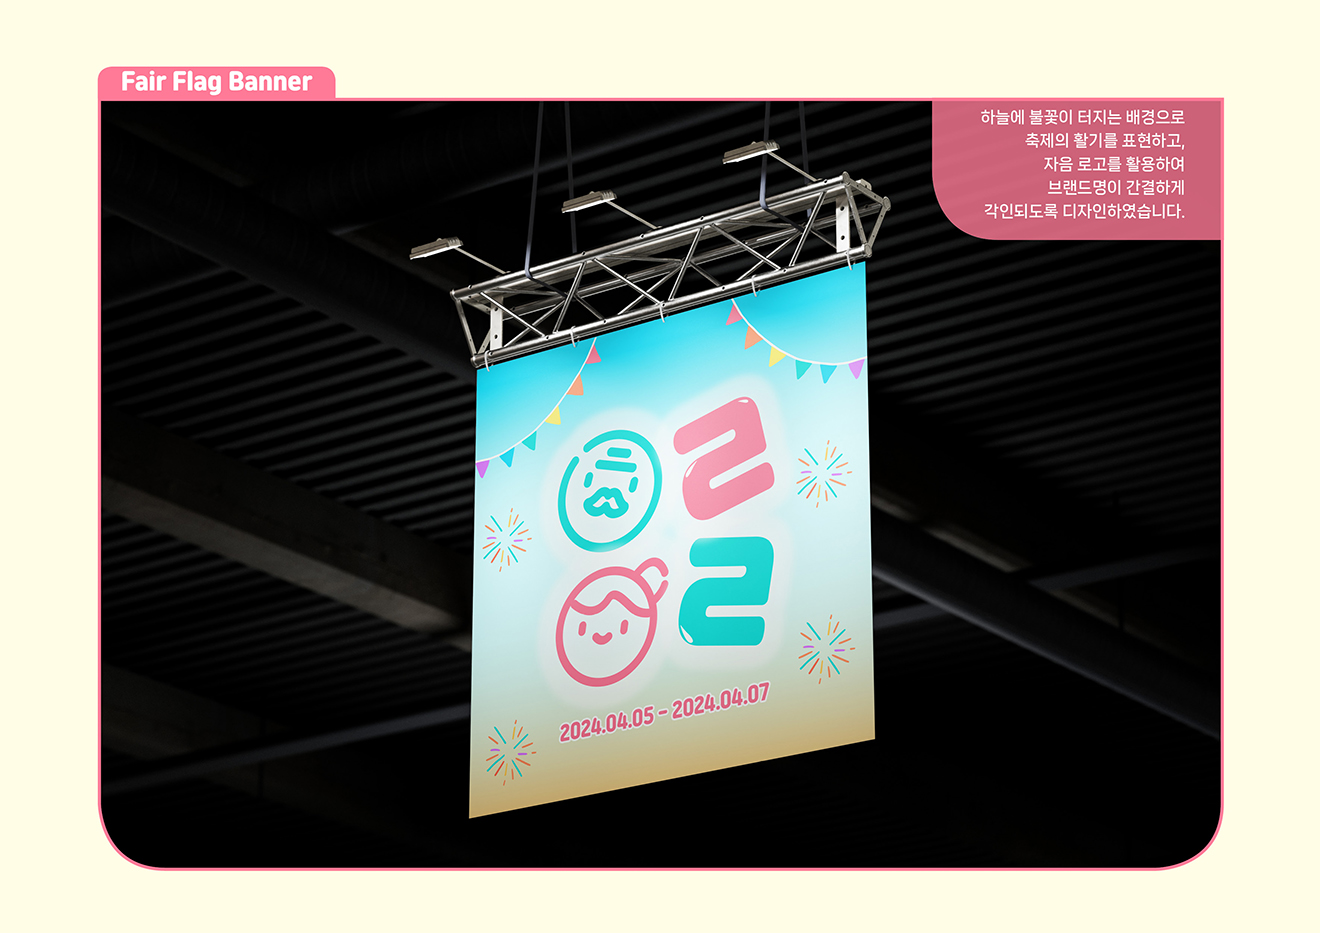 Fair Flag Banner
하늘에 불꽃이 터지는 배경으로
축제의 활기를 표현하고,
자음 로고를 활용하여
브랜드명이 간결하게
각인되도록 디자인하였습니다.
ㅇㄹ
ㅇㄹ
2024.04.05 - 2024.04.07